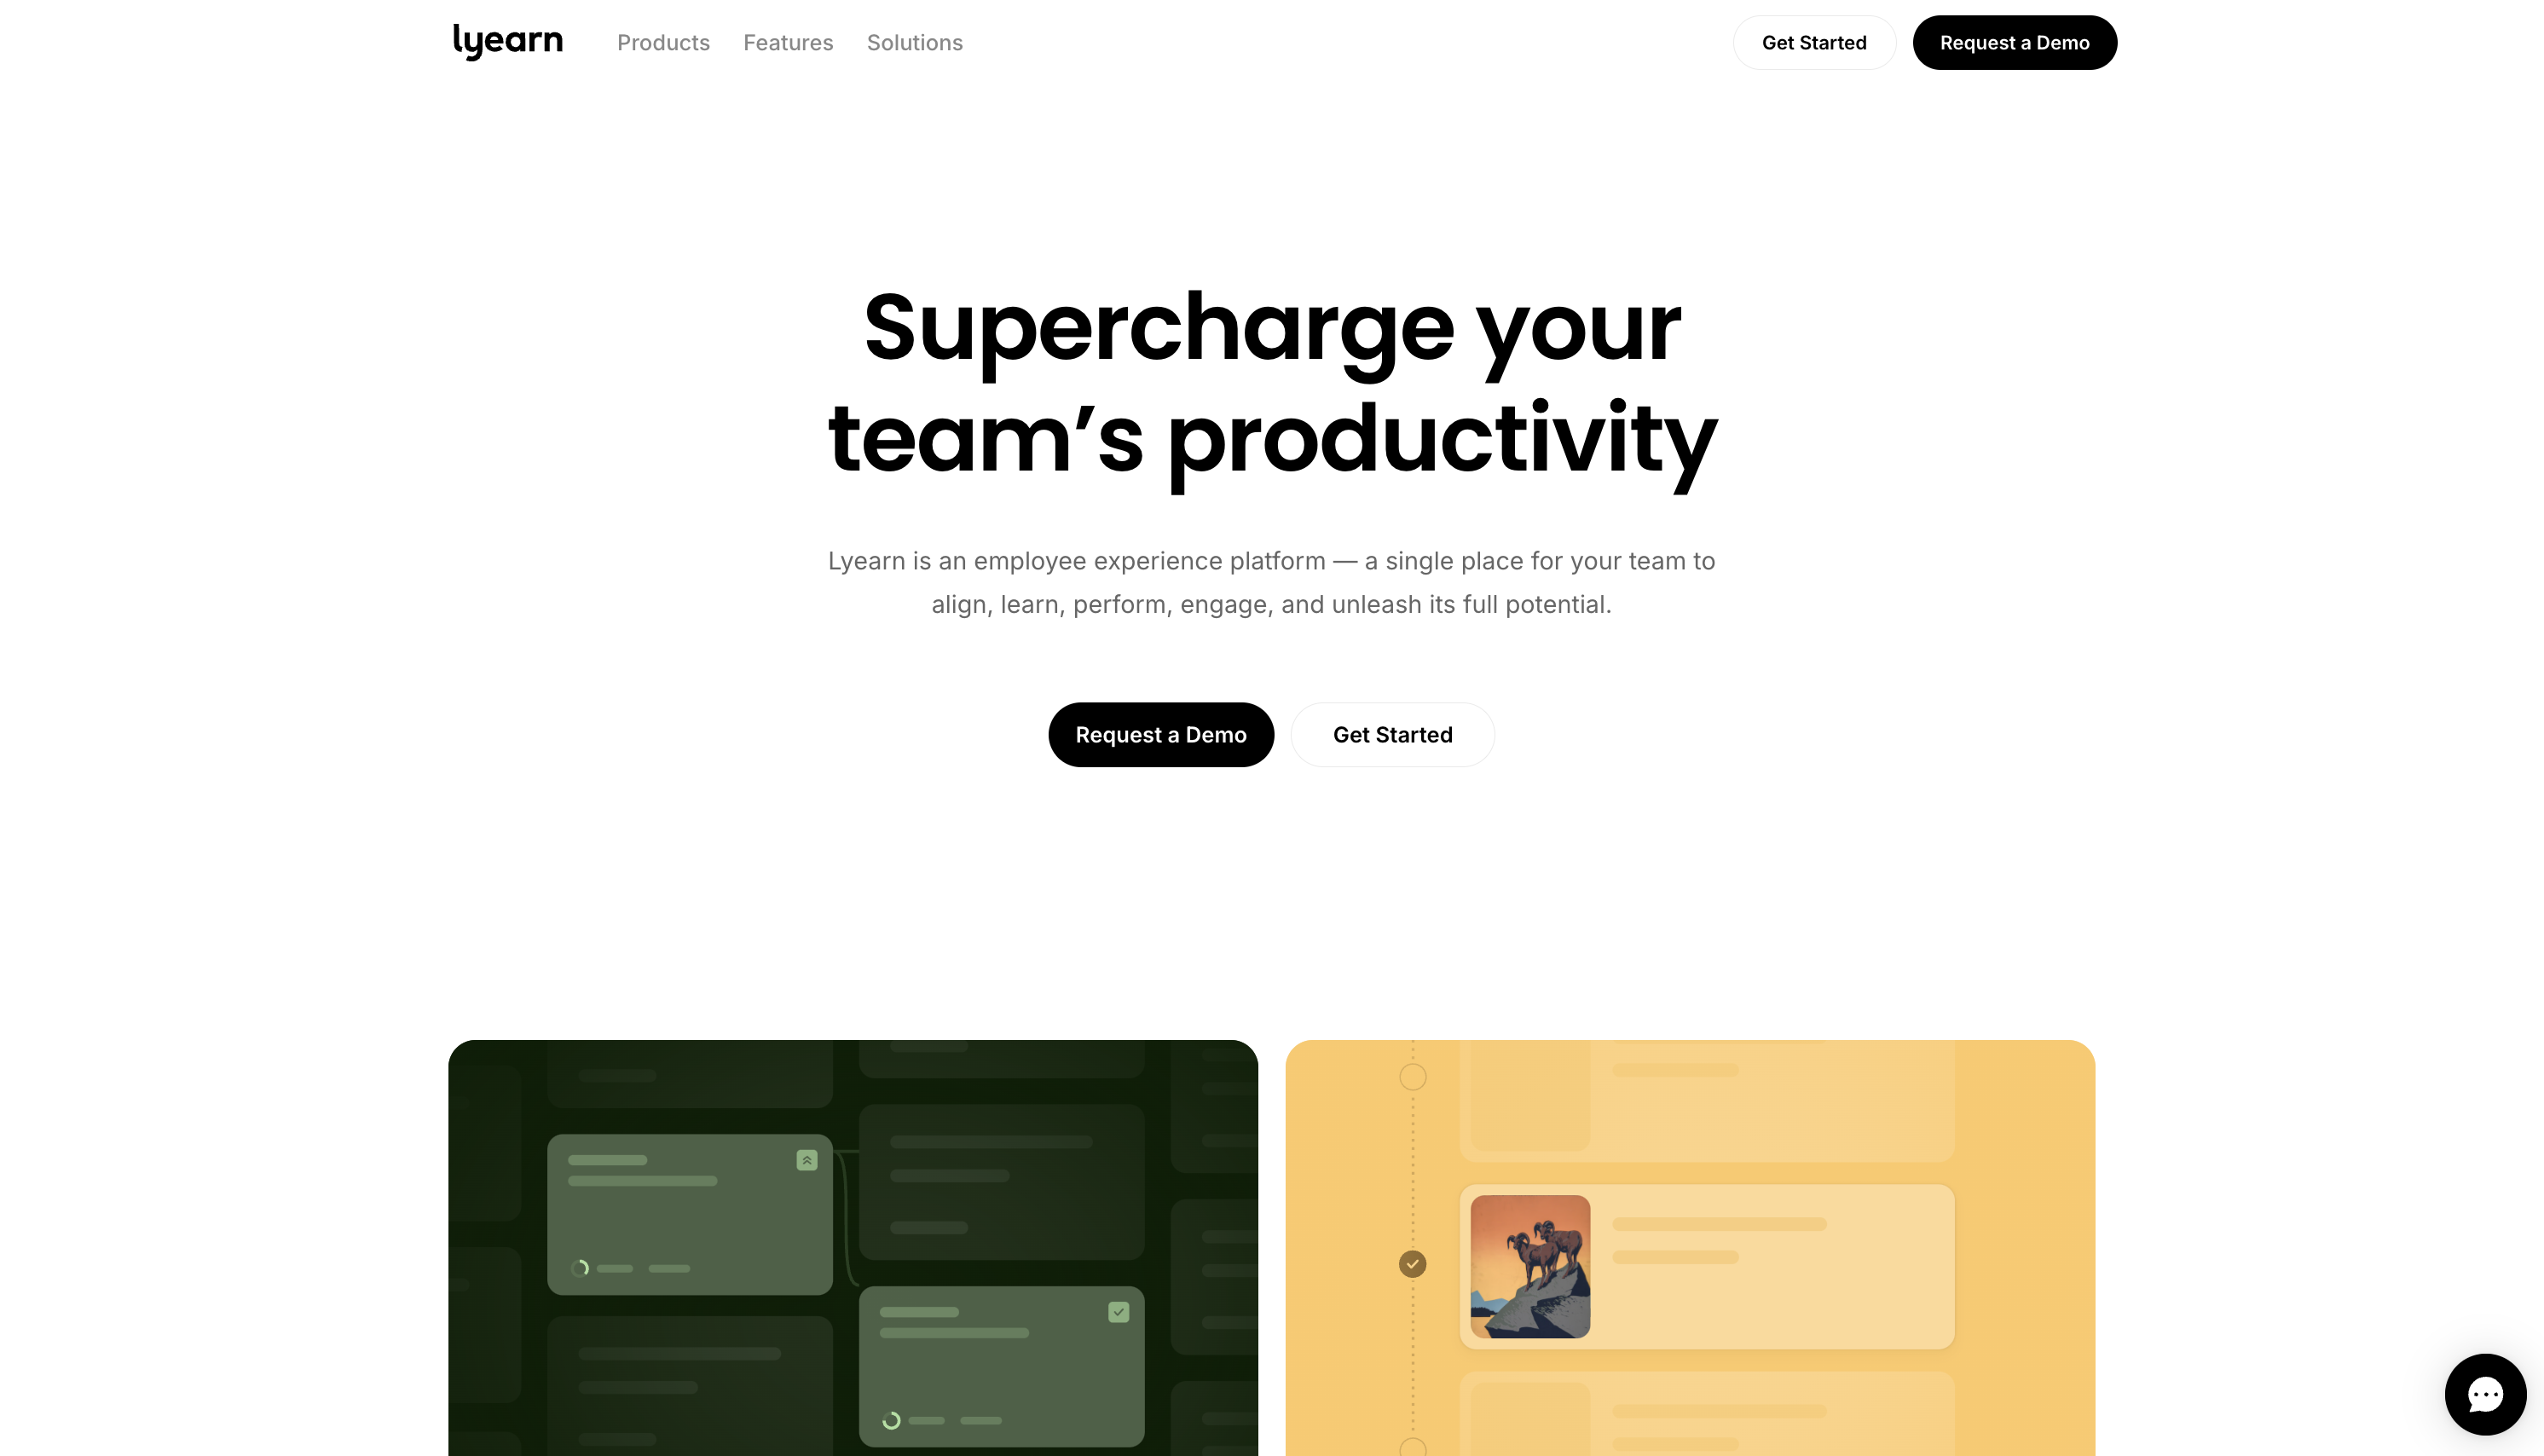 lyearn
Products
Features
Solutions
Get Started
Request a Demo
Supercharge your
team’s productivity
Lyearn is an employee experience platform — a single place for your team to
align, learn, perform, engage, and unleash its full potential.
Request a Demo
Get Started